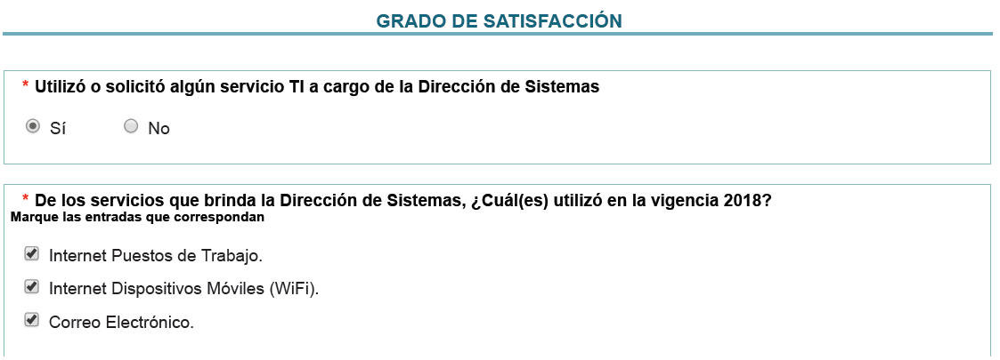 GRADO DE SATISFACCIÓN
* Utilizó o solicitó algún servicio TI a cargo de la Dirección de Sistemas
Sí No
* De los servicios que brinda la Dirección de Sistemas, ¿Cuál(es) utilizó en la vigencia 2018?
Marque las entradas que correspondan
Internet Puestos de Trabajo.
Internet Dispositivos Móviles (WiFi).
Correo Electrónico.